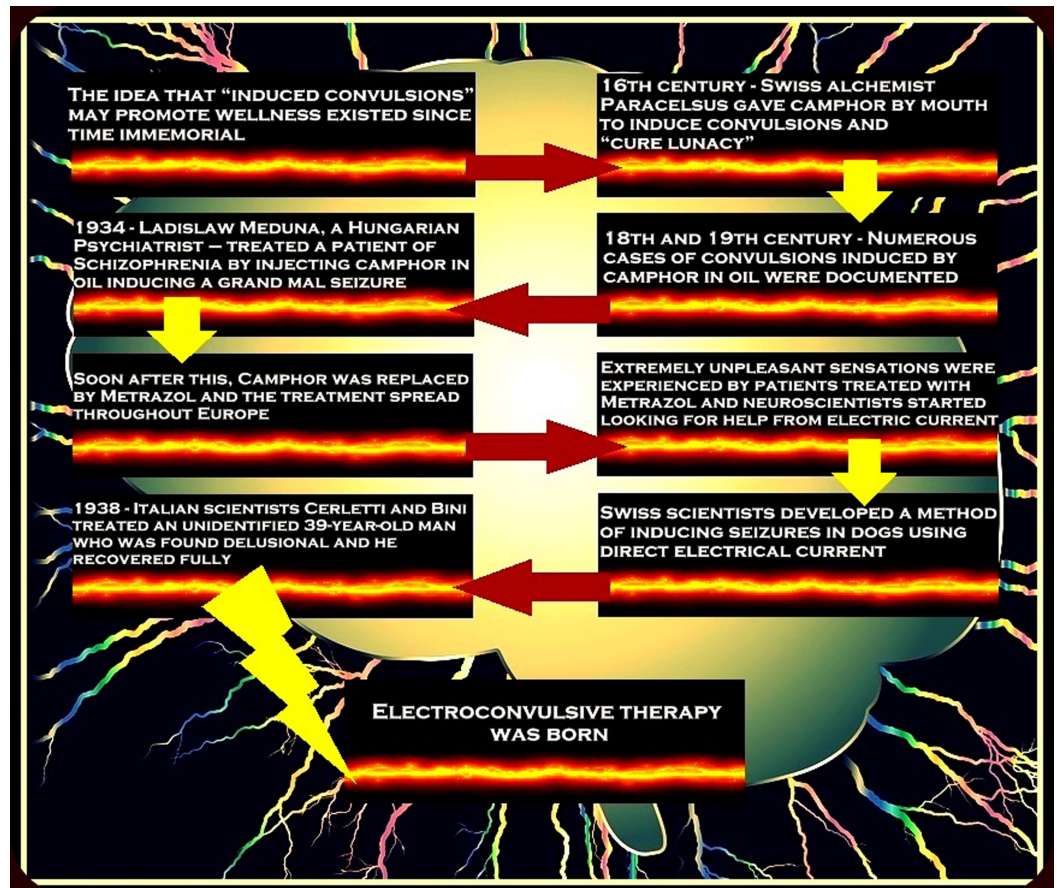 The idea that “induced convulsions”
may promote wellness existed since
time immemorial
16th century - Swiss alchemist
Paracelsus gave camphor by mouth
to induce convulsions and
“cure lunacy”
18th and 19th century - Numerous
cases of convulsions induced by
camphor in oil were documented
1934 - Ladislaw Meduna, a Hungarian
Psychiatrist – treated a patient of
Schizophrenia by injecting camphor in
oil inducing a grand mal seizure
Soon after this, Camphor was replaced
by Metrazol and the treatment spread
throughout Europe
Extremely unpleasant sensations were
experienced by patients treated with
Metrazol and neuroscientists started
looking for help from electric current
Swiss scientists developed a method
of inducing seizures in dogs using
direct electrical current
1938 - Italian scientists Cerletti and Bini
treated an unidentified 39-year-old man
who was found delusional and he
recovered fully
Electroconvulsive therapy
was born